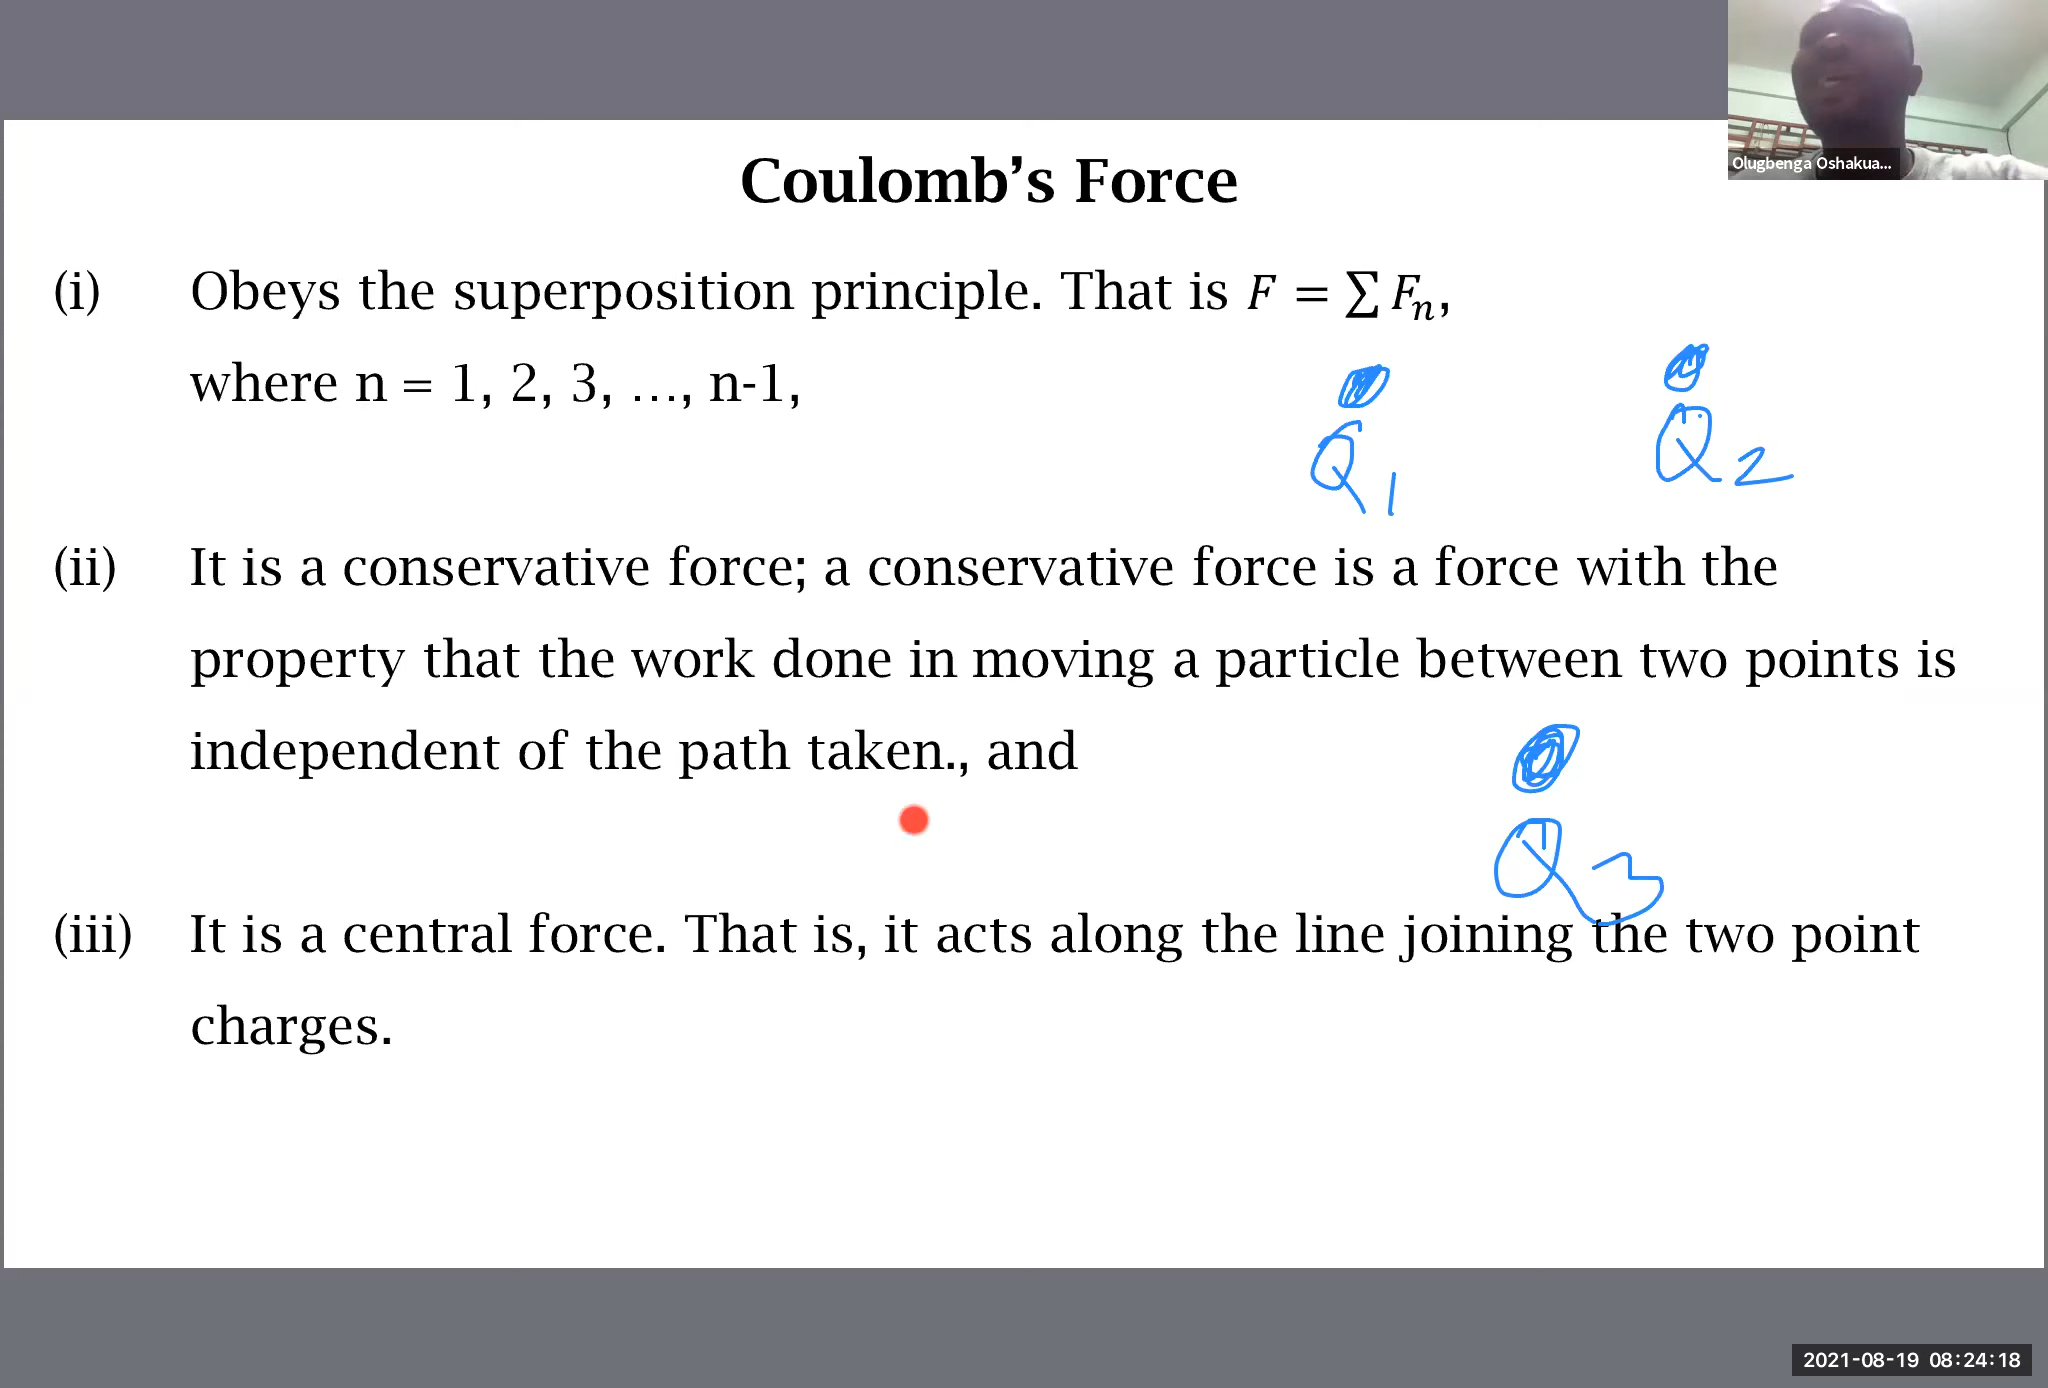 Olugbenga Oshakua...
Coulomb’s Force
(i) Obeys the superposition principle. That is F = ∑ Fₙ,
where n = 1, 2, 3, …, n-1,
Q1
Q2
(ii) It is a conservative force; a conservative force is a force with the
property that the work done in moving a particle between two points is
independent of the path taken., and
Q3
(iii) It is a central force. That is, it acts along the line joining the two point
charges.
2021-08-19 08:24:18